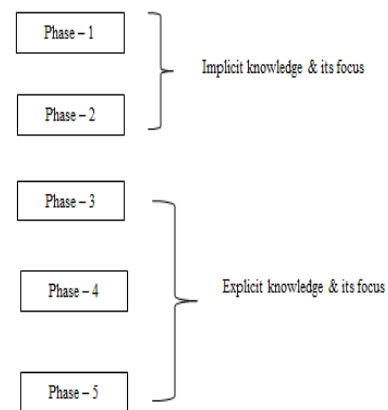 Phase – 1
Implicit knowledge & its focus
Phase – 2
Phase – 3
Phase – 4
Explicit knowledge & its focus
Phase – 5